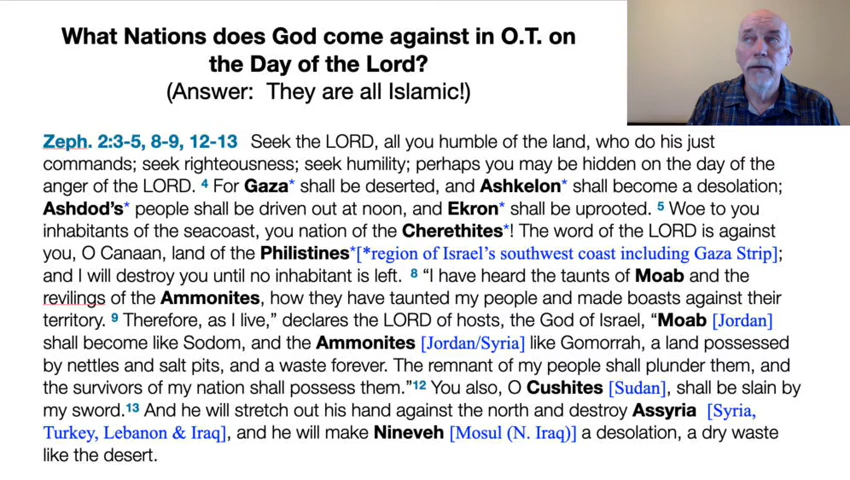 What Nations does God come against in O.T. on
the Day of the Lord?
(Answer:  They are all Islamic!)
Zeph. 2:3-5, 8-9, 12-13  Seek the LORD, all you humble of the land, who do his just
commands; seek righteousness; seek humility; perhaps you may be hidden on the day of the
anger of the LORD. 4 For Gaza* shall be deserted, and Ashkelon* shall become a desolation;
Ashdod’s* people shall be driven out at noon, and Ekron* shall be uprooted. 5 Woe to you
inhabitants of the seacoast, you nation of the Cherethites*! The word of the LORD is against
you, O Canaan, land of the Philistines*[*region of Israel’s southwest coast including Gaza Strip];
and I will destroy you until no inhabitant is left. 8 “I have heard the taunts of Moab and the
revilings of the Ammonites, how they have taunted my people and made boasts against their
territory. 9 Therefore, as I live,” declares the LORD of hosts, the God of Israel, “Moab [Jordan]
shall become like Sodom, and the Ammonites [Jordan/Syria] like Gomorrah, a land possessed
by nettles and salt pits, and a waste forever. The remnant of my people shall plunder them, and
the survivors of my nation shall possess them.”12 You also, O Cushites [Sudan], shall be slain by
my sword.13 And he will stretch out his hand against the north and destroy Assyria [Syria,
Turkey, Lebanon & Iraq], and he will make Nineveh [Mosul (N. Iraq)] a desolation, a dry waste
like the desert.